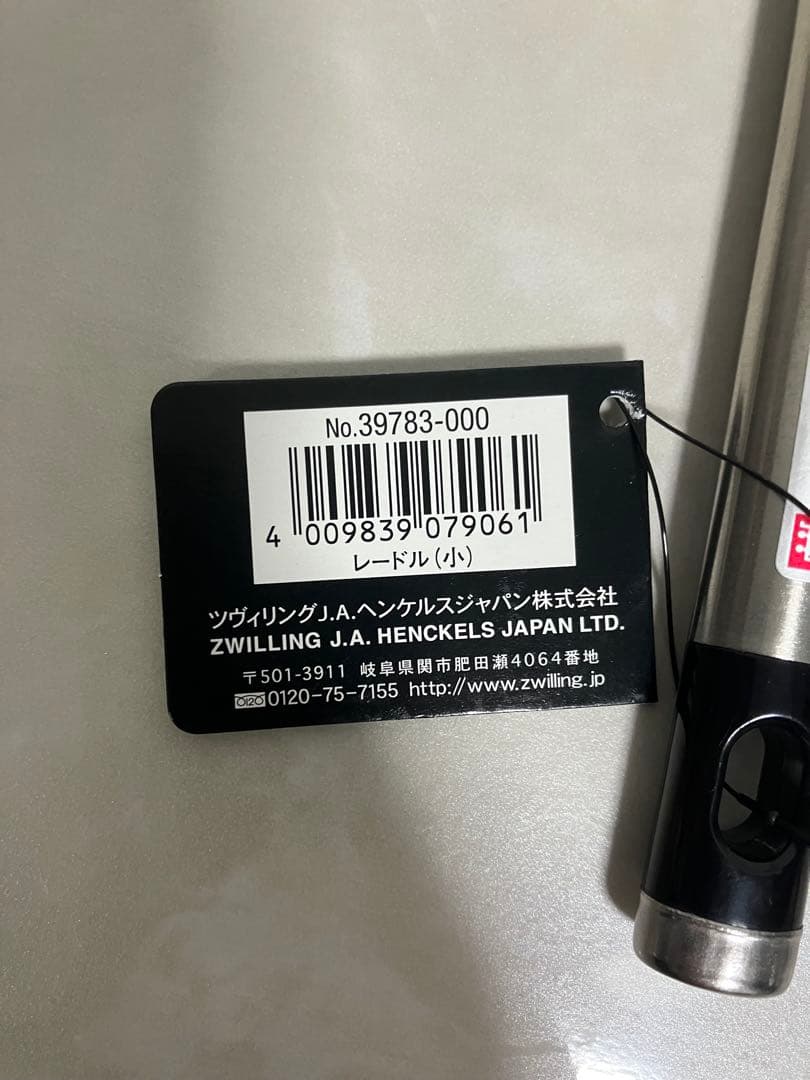 No.39783-000
4 009839 079061
レードル(小)
ツヴィリングJ.A.ヘンケルスジャパン株式会社
ZWILLING J.A. HENCKELS JAPAN LTD.
〒501-3911 岐阜県関市肥田瀬4064番地
0120-75-7155 http://www.zwilling.jp